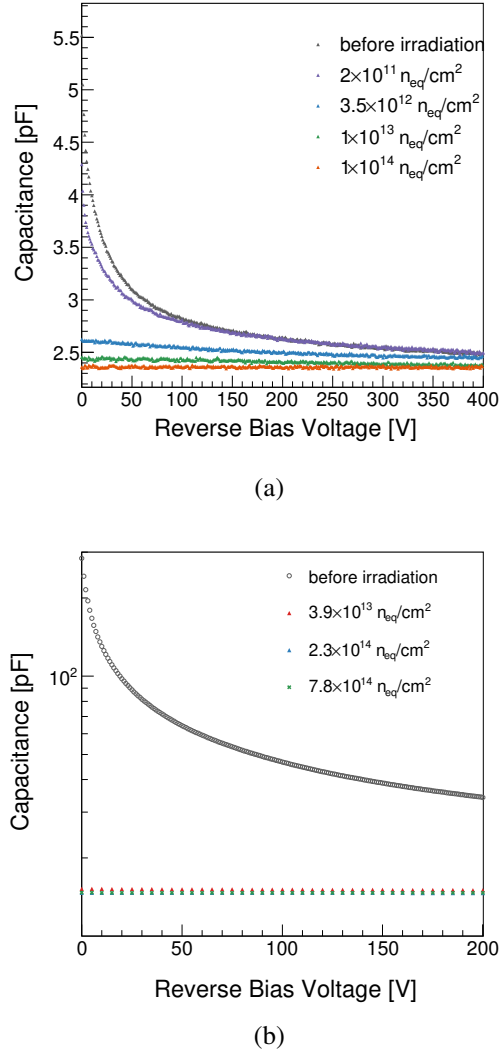 5.5
5
4.5
4
3.5
3
2.5
Capacitance [pF]
before irradiation
2×10¹¹ n_eq/cm²
3.5×10¹² n_eq/cm²
1×10¹³ n_eq/cm²
1×10¹⁴ n_eq/cm²
0 50 100 150 200 250 300 350 400
Reverse Bias Voltage [V]
(a)
10²
Capacitance [pF]
before irradiation
3.9×10¹³ n_eq/cm²
2.3×10¹⁴ n_eq/cm²
7.8×10¹⁴ n_eq/cm²
0 50 100 150 200
Reverse Bias Voltage [V]
(b)